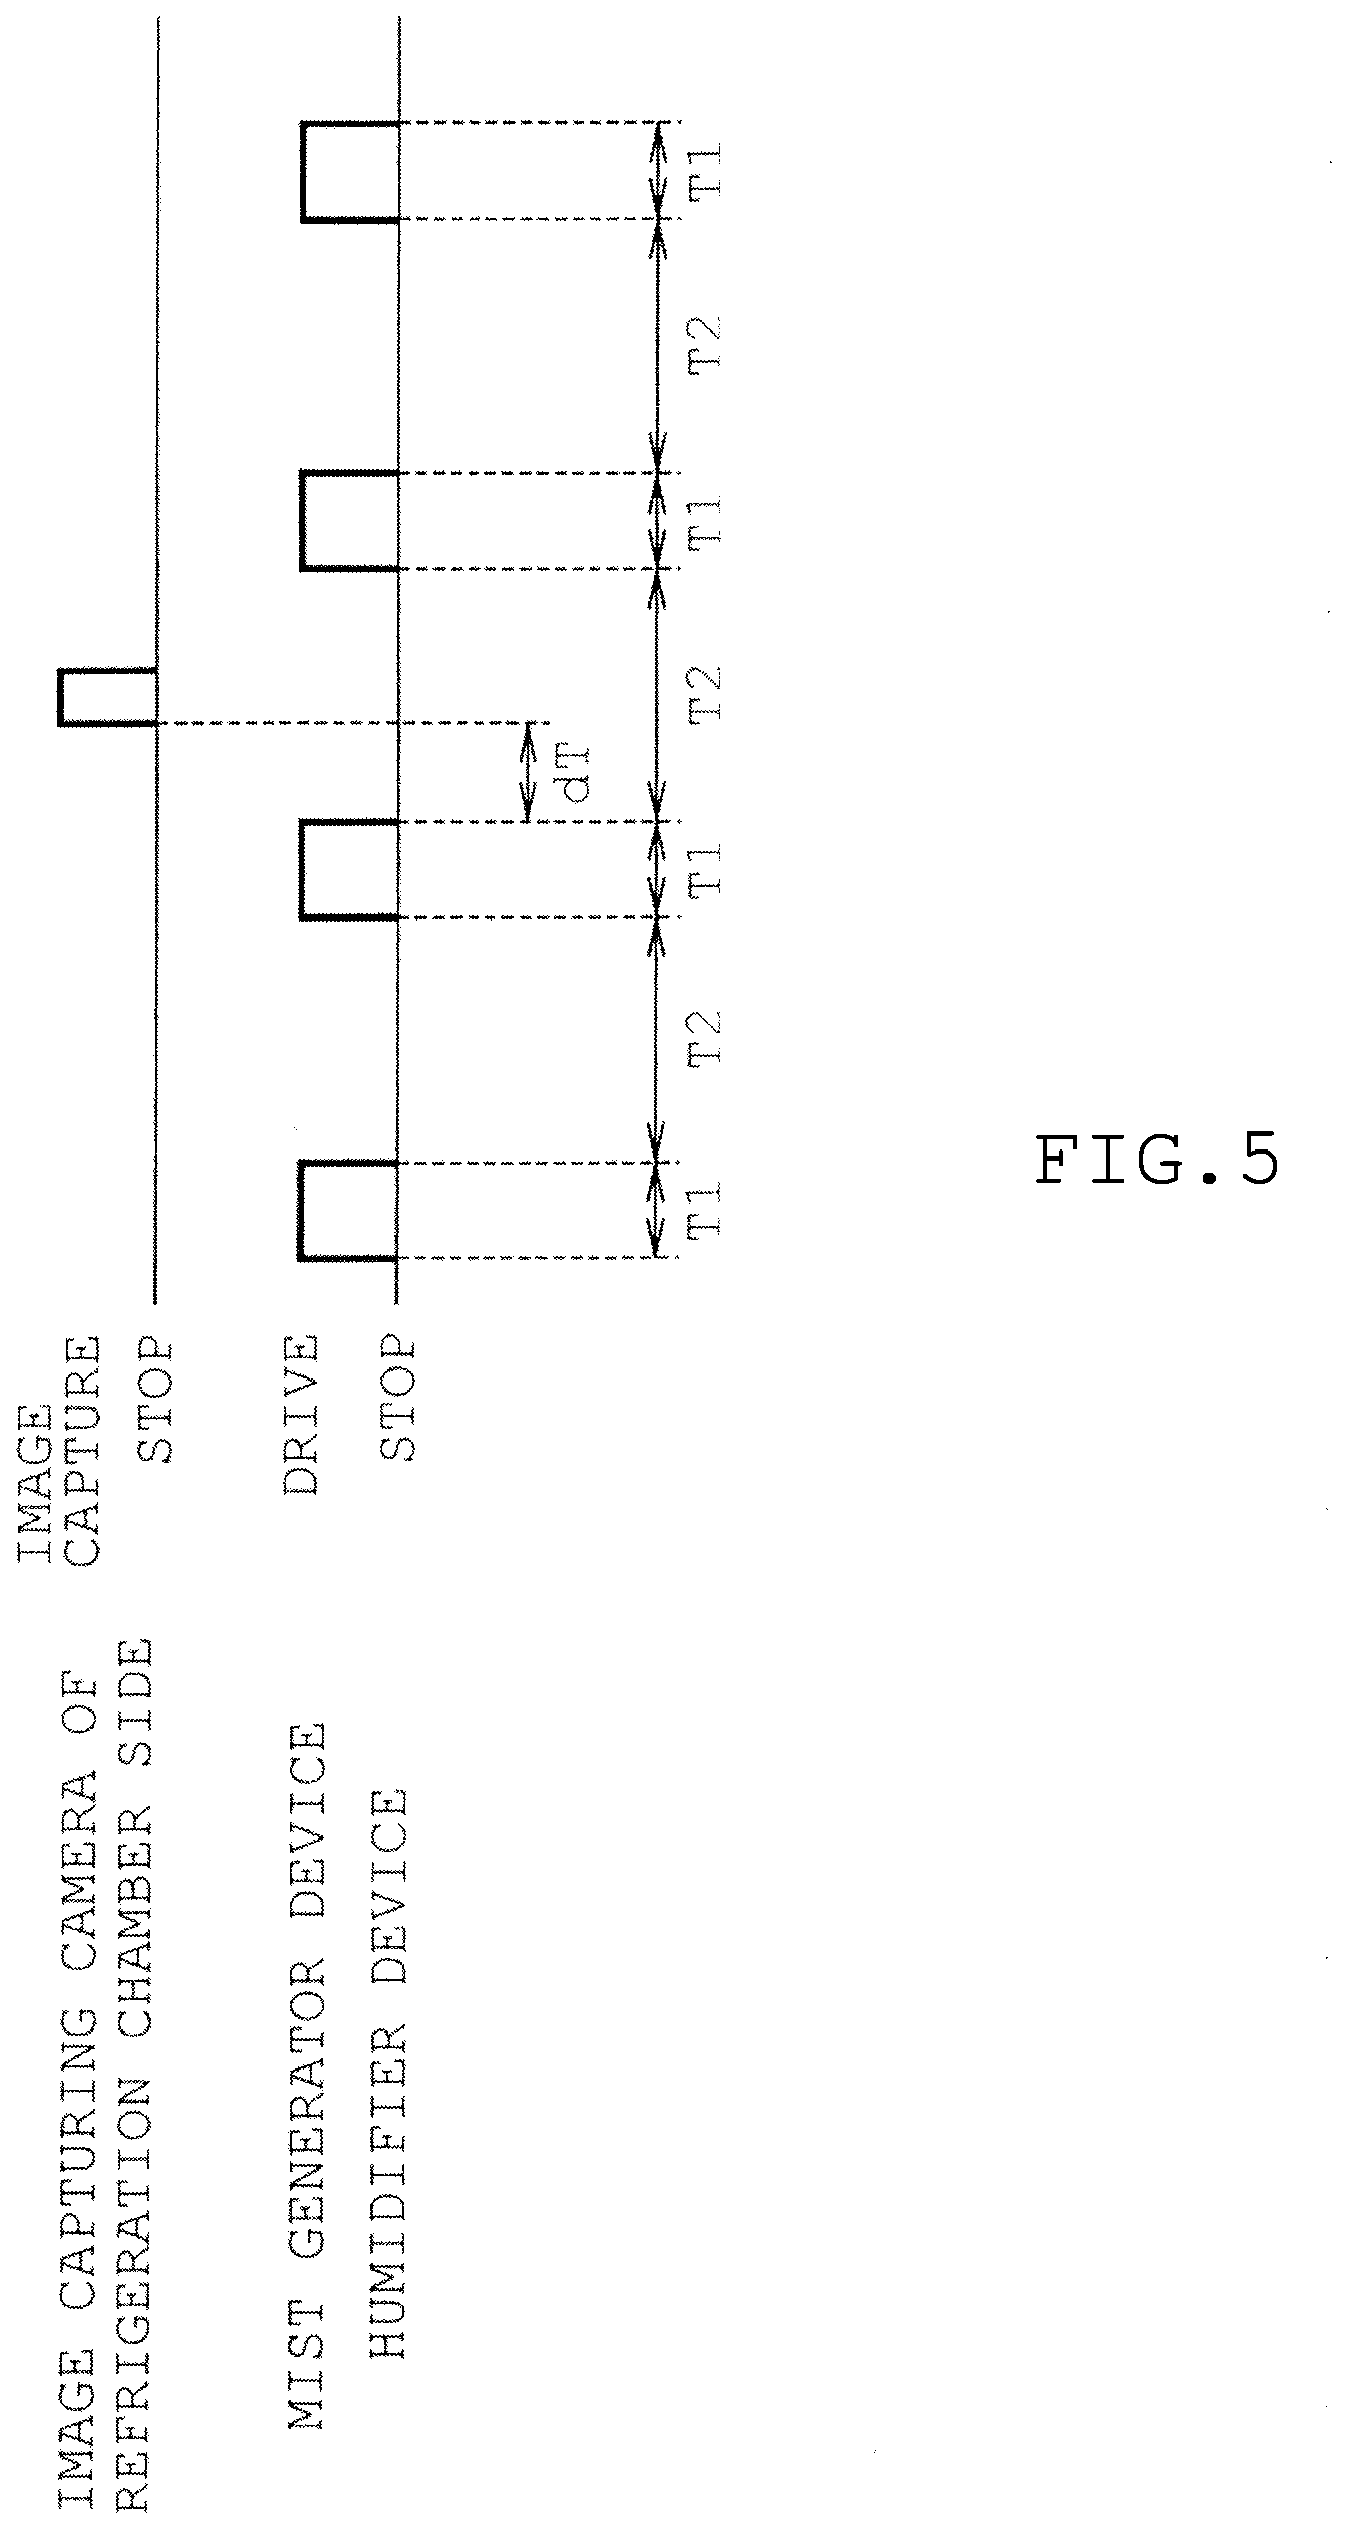 IMAGE CAPTURING CAMERA OF
REFRIGERATION CHAMBER SIDE
IMAGE
CAPTURE
STOP
MIST GENERATOR DEVICE
HUMIDIFIER DEVICE
DRIVE
STOP
dT
T1
T2
T1
T2
T1
T2
T1
FIG.5